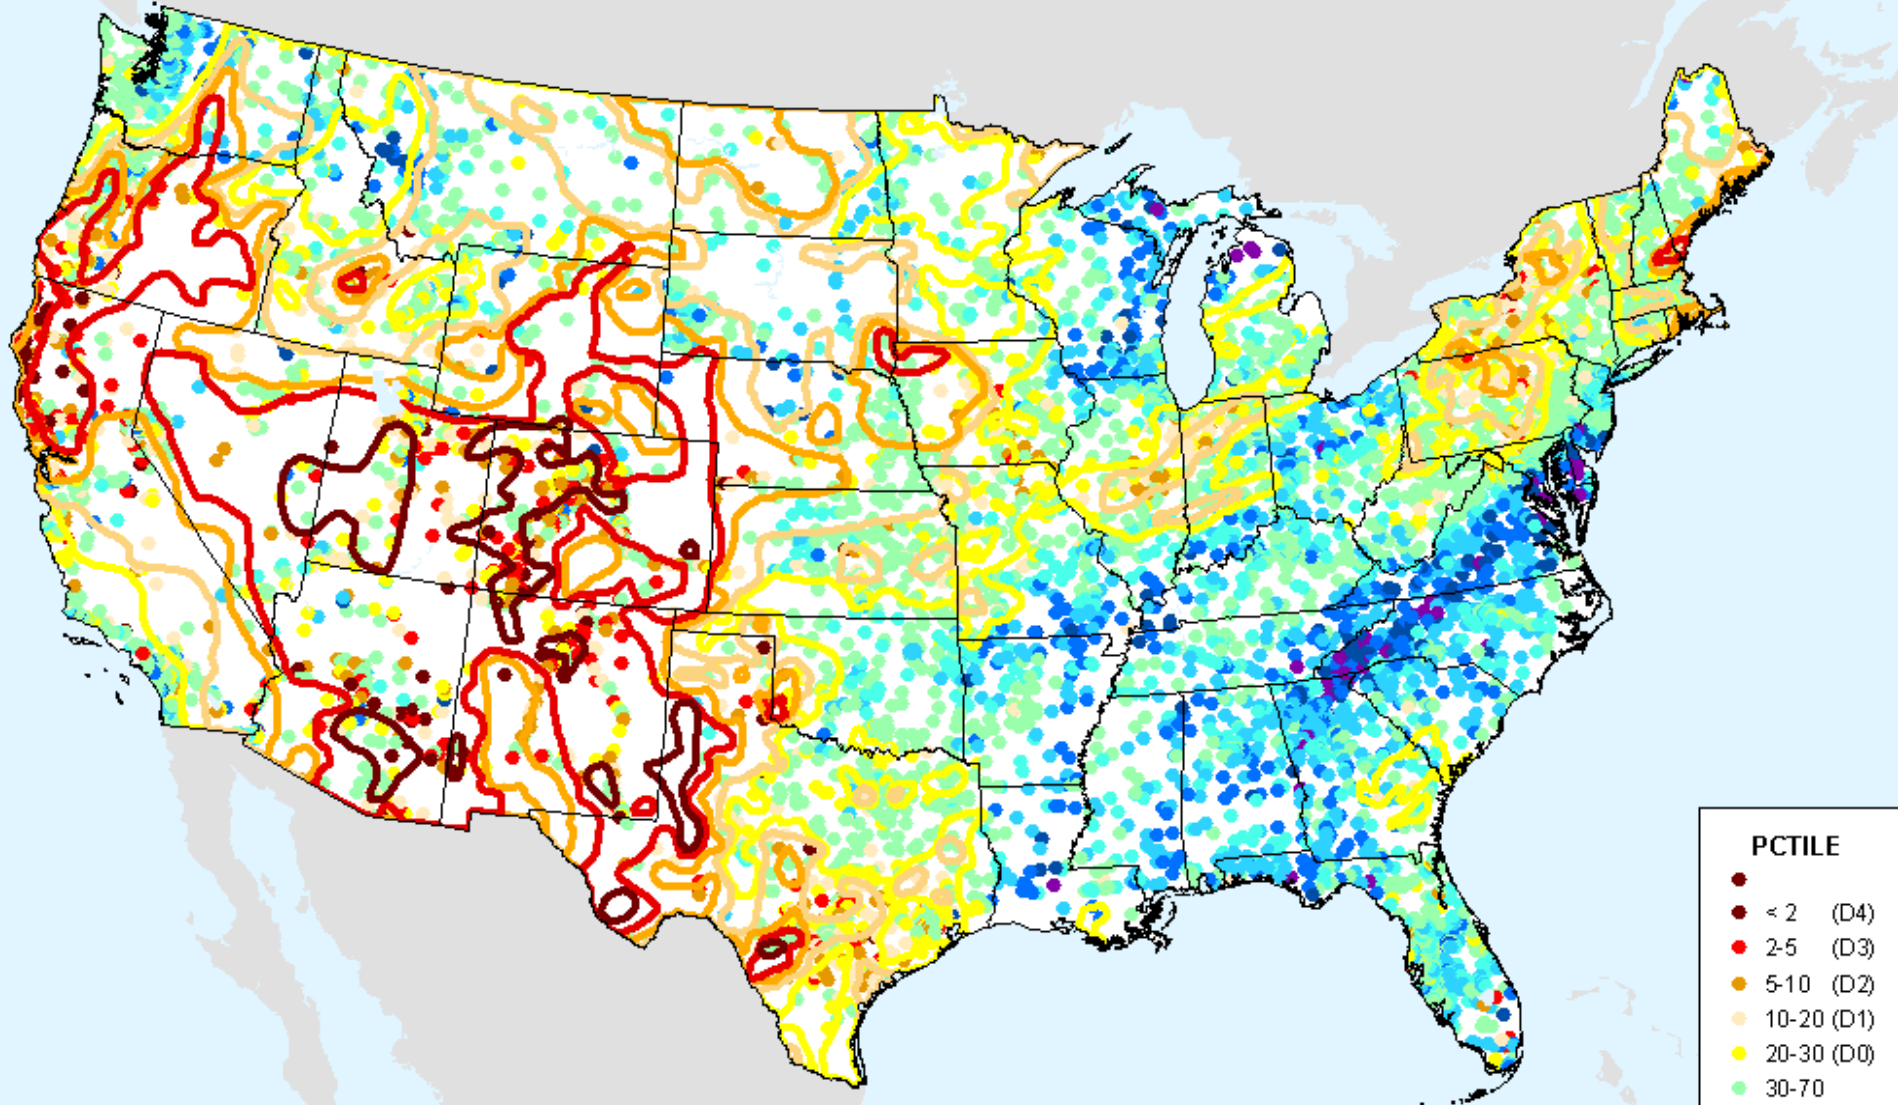 PCTILE
< 2 (D4)
2-5 (D3)
5-10 (D2)
10-20 (D1)
20-30 (D0)
30-70